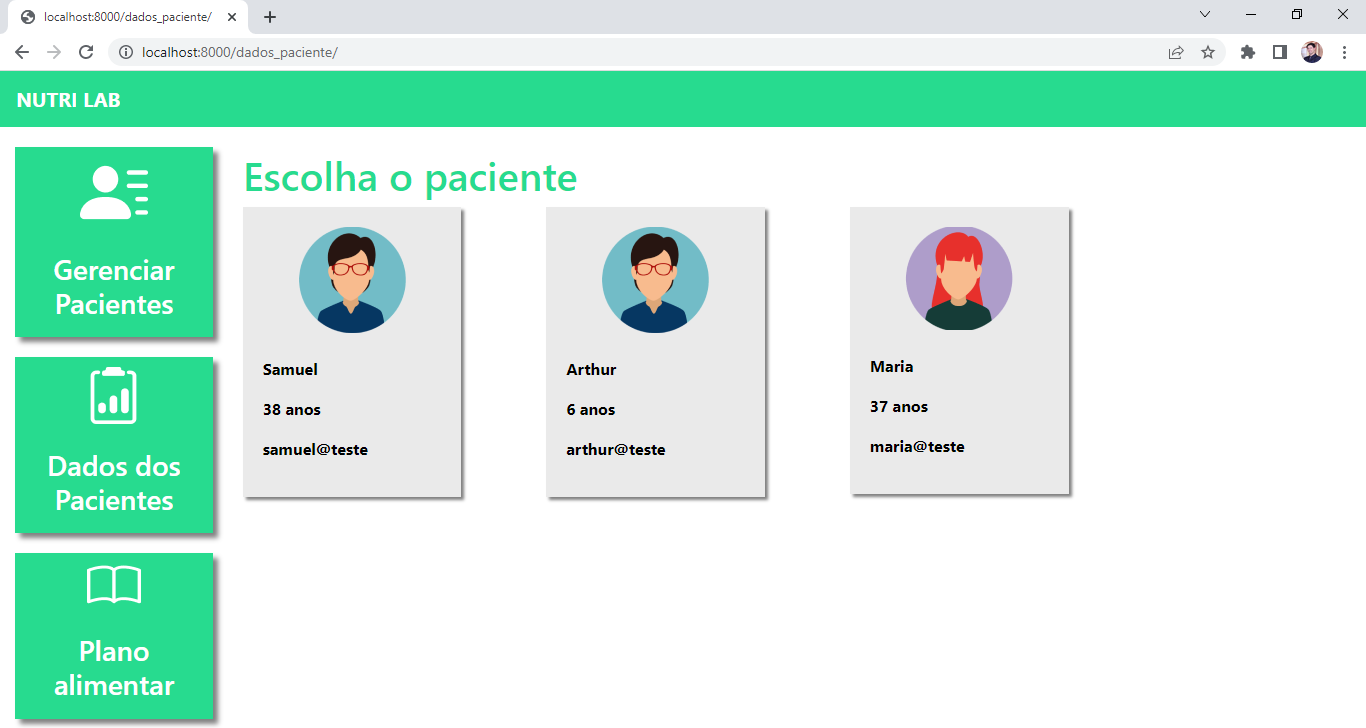 localhost:8000/dados_paciente/
localhost:8000/dados_paciente/
NUTRI LAB
Gerenciar
Pacientes
Dados dos
Pacientes
Plano
alimentar
Escolha o paciente
Samuel
38 anos
samuel@teste
Arthur
6 anos
arthur@teste
Maria
37 anos
maria@teste